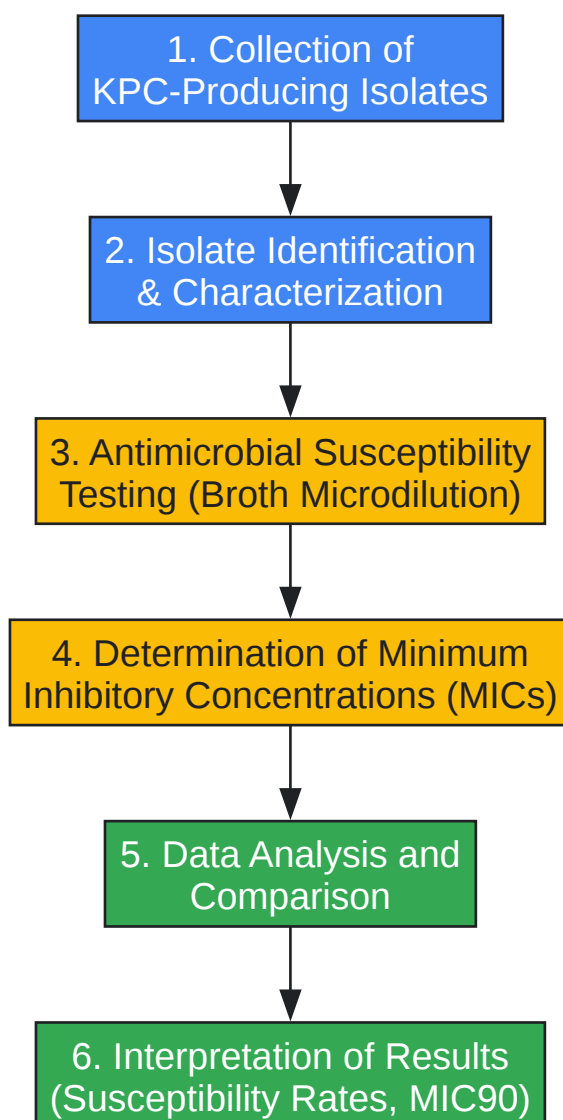 1. Collection of
KPC-Producing Isolates
2. Isolate Identification
& Characterization
3. Antimicrobial Susceptibility
Testing (Broth Microdilution)
4. Determination of Minimum
Inhibitory Concentrations (MICs)
5. Data Analysis and
Comparison
6. Interpretation of Results
(Susceptibility Rates, MIC90)